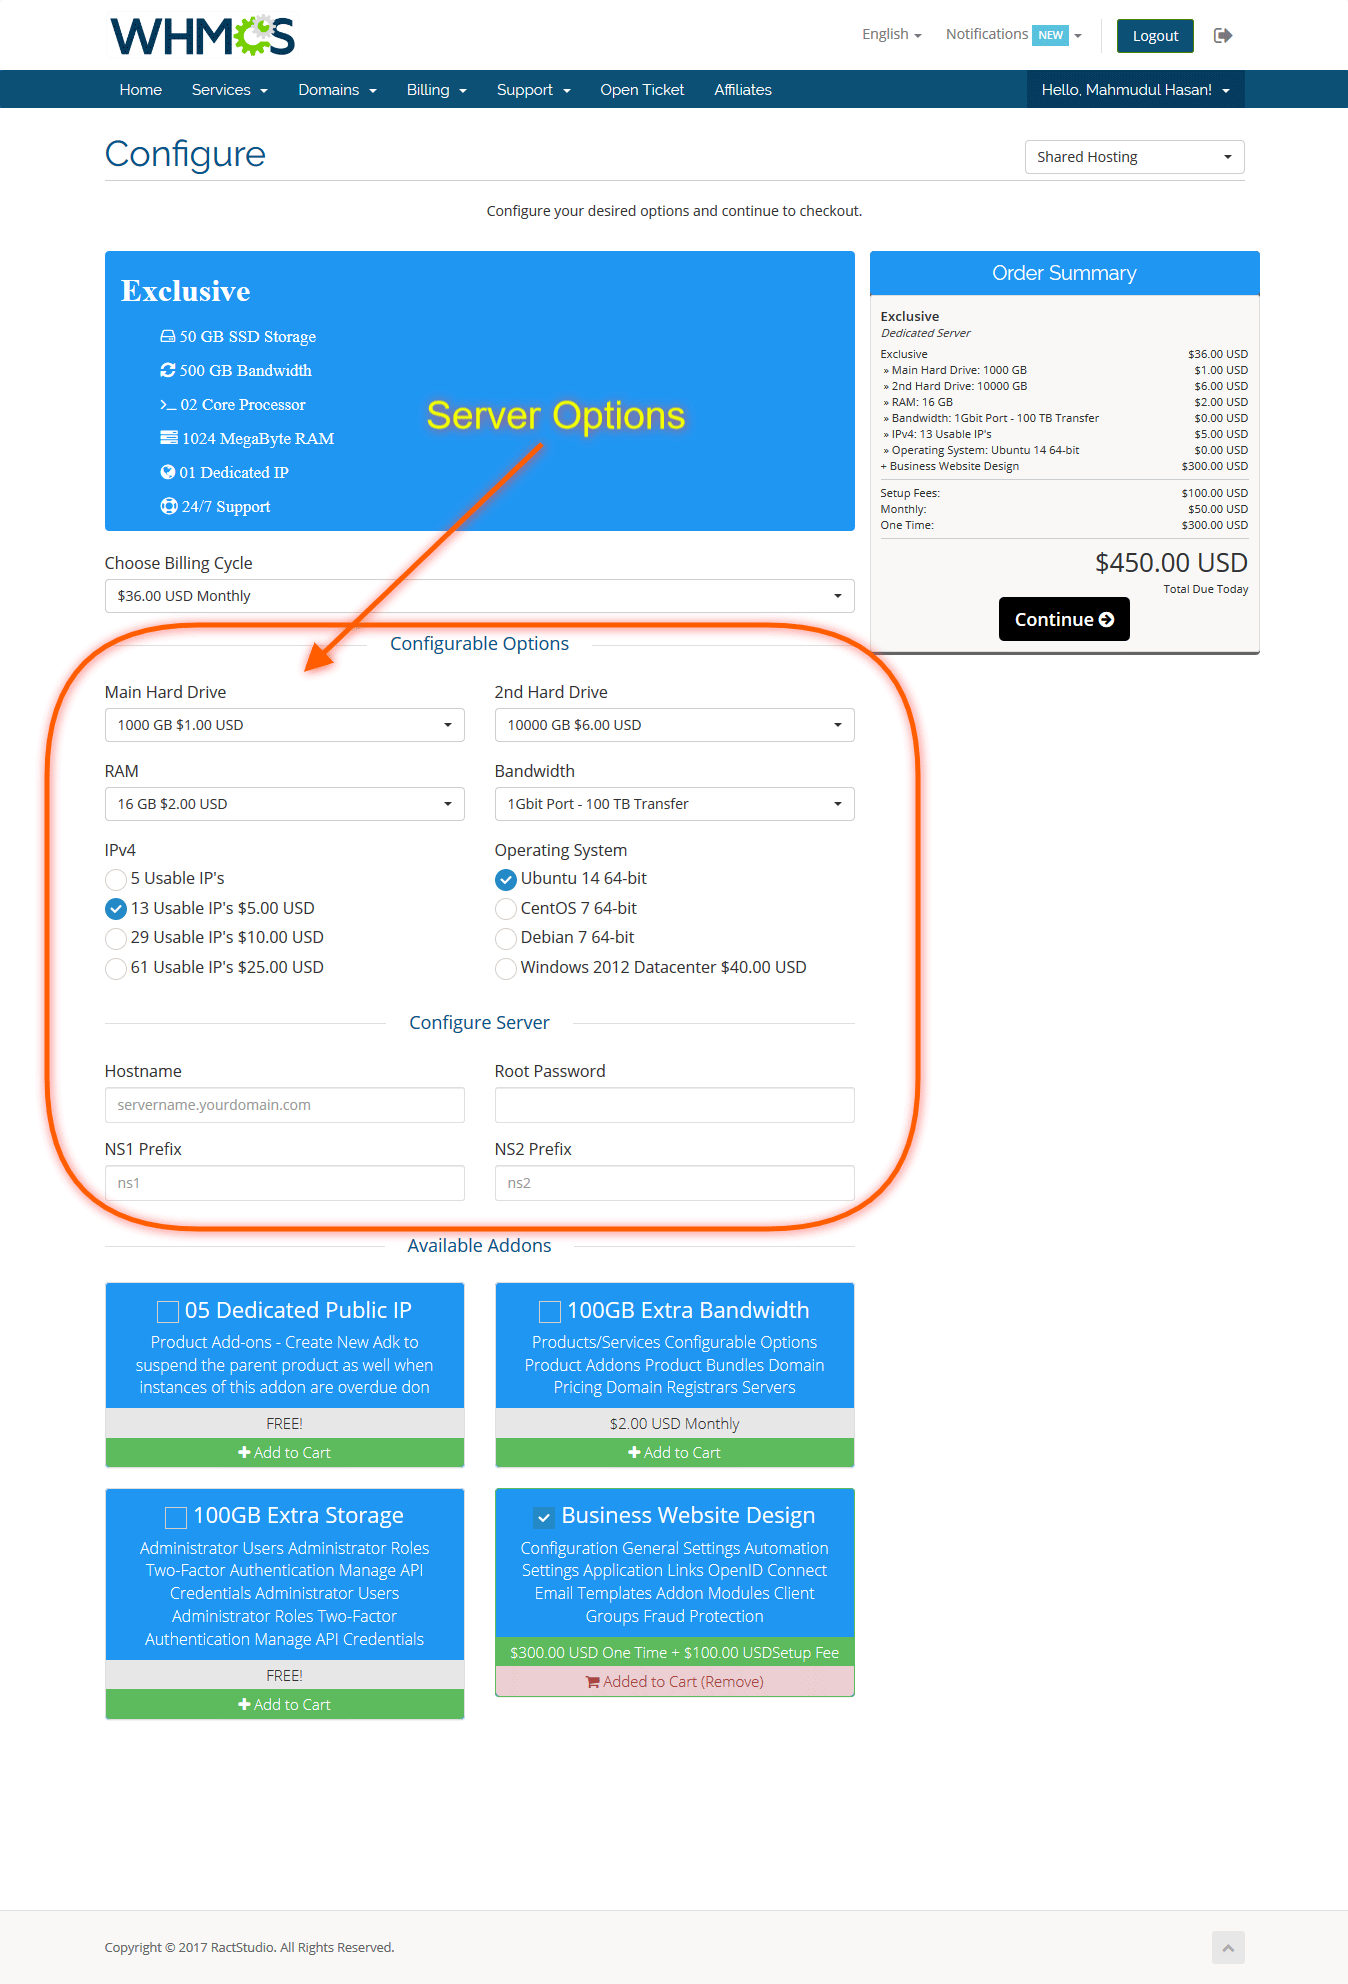 WHMCS
English
Notifications NEW
Logout
Home Services Domains Billing Support Open Ticket Affiliates Hello, Mahmudul Hasan!
Configure
Shared Hosting
Configure your desired options and continue to checkout.
Exclusive
50 GB SSD Storage
500 GB Bandwidth
02 Core Processor
1024 MegaByte RAM
01 Dedicated IP
24/7 Support
Server Options
Order Summary
Exclusive
Dedicated Server
Exclusive $36.00 USD
» Main Hard Drive: 1000 GB $1.00 USD
» 2nd Hard Drive: 10000 GB $6.00 USD
» RAM: 16 GB $2.00 USD
» Bandwidth: 1Gbit Port - 100 TB Transfer $0.00 USD
» IPv4: 13 Usable IP's $5.00 USD
» Operating System: Ubuntu 14 64-bit $0.00 USD
+ Business Website Design $300.00 USD
Setup Fees: $100.00 USD
Monthly: $50.00 USD
One Time: $300.00 USD
$450.00 USD
Total Due Today
Continue
Choose Billing Cycle
$36.00 USD Monthly
Configurable Options
Main Hard Drive
1000 GB $1.00 USD
2nd Hard Drive
10000 GB $6.00 USD
RAM
16 GB $2.00 USD
Bandwidth
1Gbit Port - 100 TB Transfer
IPv4
5 Usable IP's
13 Usable IP's $5.00 USD
29 Usable IP's $10.00 USD
61 Usable IP's $25.00 USD
Operating System
Ubuntu 14 64-bit
CentOS 7 64-bit
Debian 7 64-bit
Windows 2012 Datacenter $40.00 USD
Configure Server
Hostname
servername.yourdomain.com
Root Password
NS1 Prefix
ns1
NS2 Prefix
ns2
Available Addons
05 Dedicated Public IP
Product Add-ons - Create New Adk to
suspend the parent product as well when
instances of this addon are overdue don
FREE!
Add to Cart
100GB Extra Bandwidth
Products/Services Configurable Options
Product Addons Product Bundles Domain
Pricing Domain Registrars Servers
$2.00 USD Monthly
Add to Cart
100GB Extra Storage
Administrator Users Administrator Roles
Two-Factor Authentication Manage API
Credentials Administrator Users
Administrator Roles Two-Factor
Authentication Manage API Credentials
FREE!
Add to Cart
Business Website Design
Configuration General Settings Automation
Settings Application Links OpenID Connect
Email Templates Addon Modules Client
Groups Fraud Protection
$300.00 USD One Time + $100.00 USDSetup Fee
Added to Cart (Remove)
Copyright © 2017 RactStudio. All Rights Reserved.